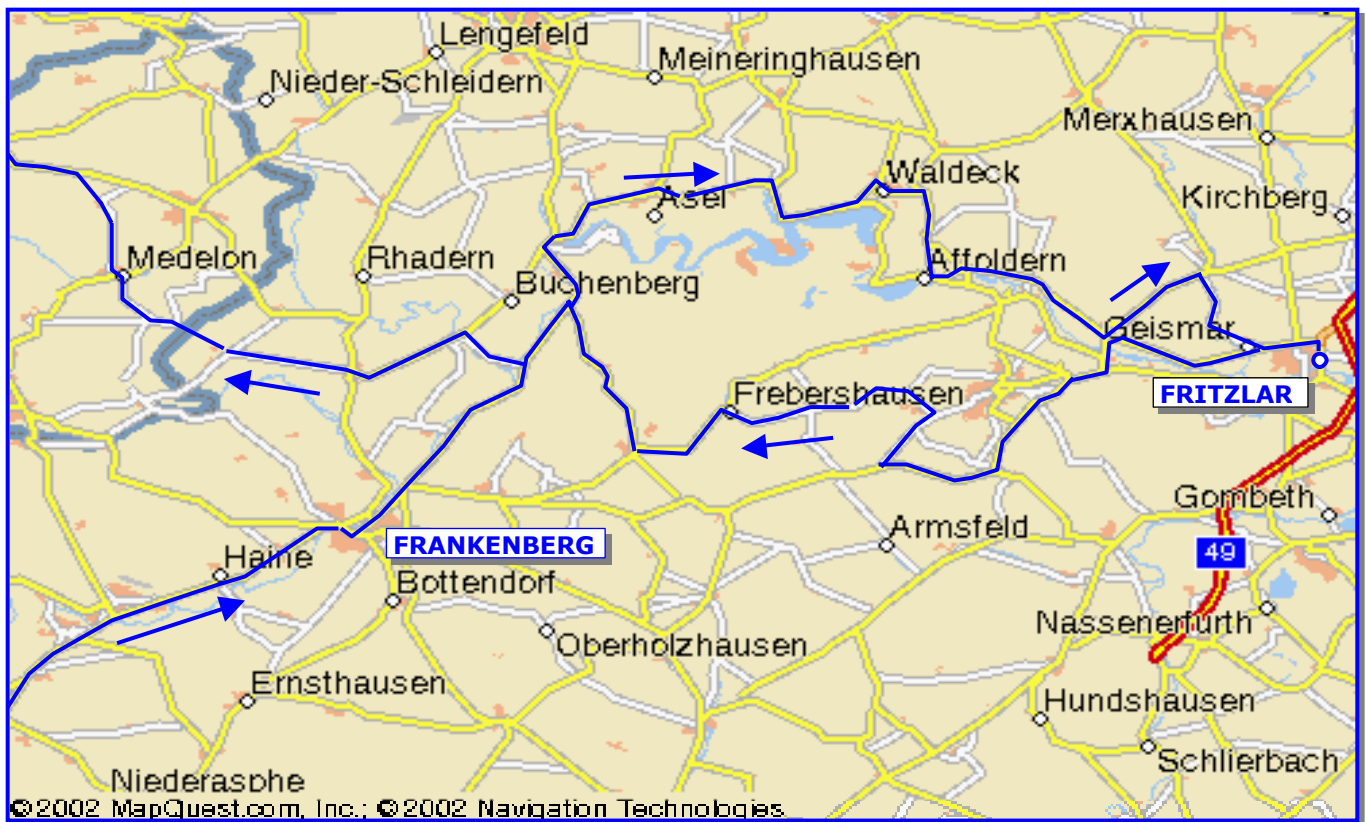 Lengefeld
Meineringhausen
Nieder-Schleidern
Merxhausen
Waldeck
Kirchberg
Asel
Medelon
Rhadern
Affoldern
Buchenberg
Geismar
Frebershausen
FRITZLAR
Gombeth
Armsfeld
FRANKENBERG
49
Haine
Bottendorf
Nassenerfurth
Oberholzhausen
Ernsthausen
Hundshausen
Schlierbach
Niederasphe
©2002 MapQuest.com, Inc.; ©2002 Navigation Technologies